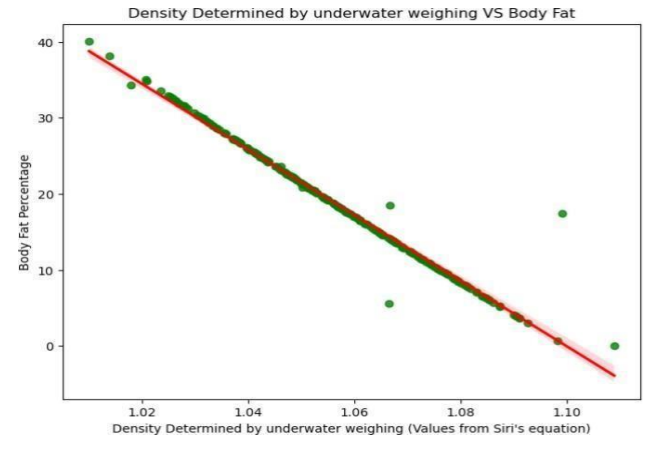 Density Determined by underwater weighing VS Body Fat
40
30
20
10
0
Body Fat Percentage
1.02 1.04 1.06 1.08 1.10
Density Determined by underwater weighing (Values from Siri's equation)